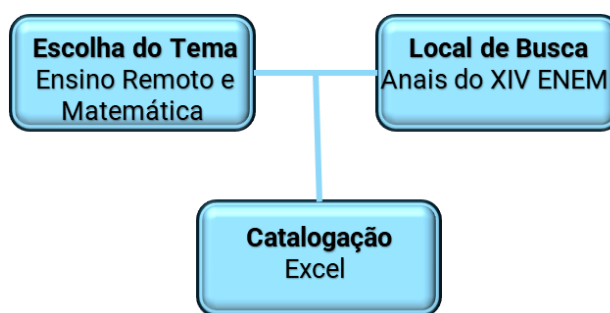 Escolha do Tema
Ensino Remoto e
Matemática
Local de Busca
Anais do XIV ENEM
Catalogação
Excel